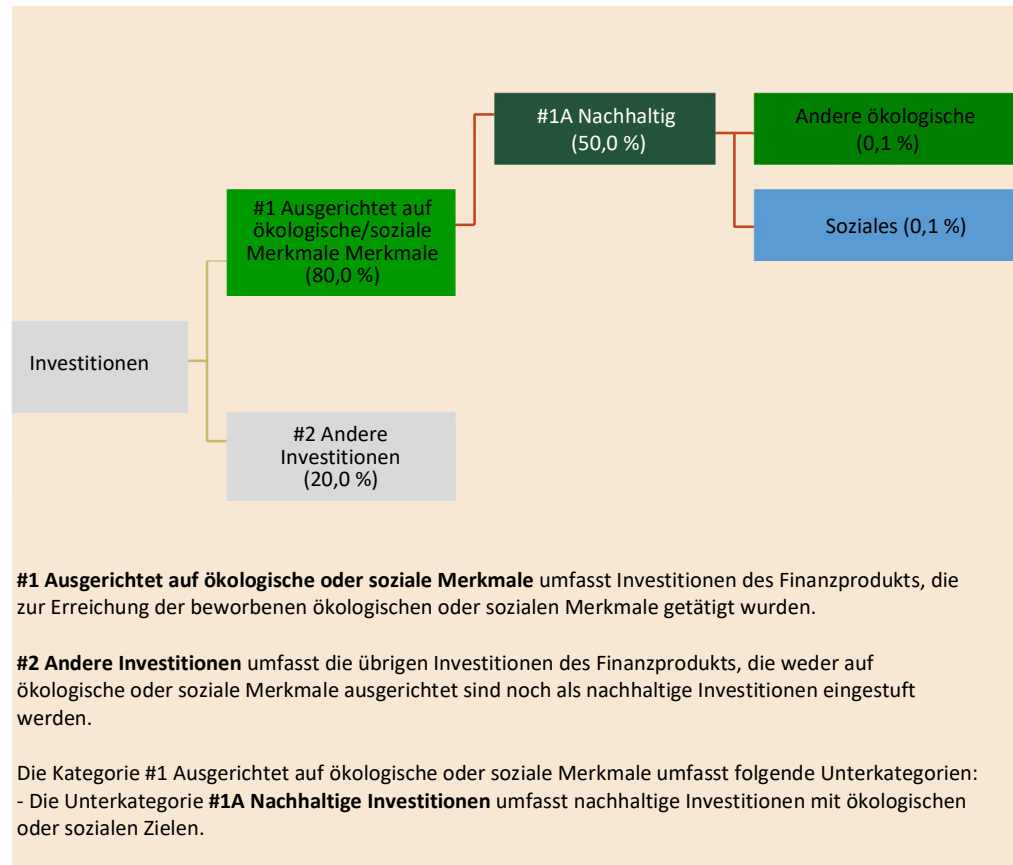 #1A Nachhaltig
(50,0 %)
Andere ökologische
(0,1 %)
#1 Ausgerichtet auf
ökologische/soziale
Merkmale Merkmale
(80,0 %)
Soziales (0,1 %)
Investitionen
#2 Andere
Investitionen
(20,0 %)
#1 Ausgerichtet auf ökologische oder soziale Merkmale umfasst Investitionen des Finanzprodukts, die
zur Erreichung der beworbenen ökologischen oder sozialen Merkmale getätigt wurden.
#2 Andere Investitionen umfasst die übrigen Investitionen des Finanzprodukts, die weder auf
ökologische oder soziale Merkmale ausgerichtet sind noch als nachhaltige Investitionen eingestuft
werden.
Die Kategorie #1 Ausgerichtet auf ökologische oder soziale Merkmale umfasst folgende Unterkategorien:
- Die Unterkategorie #1A Nachhaltige Investitionen umfasst nachhaltige Investitionen mit ökologischen
oder sozialen Zielen.